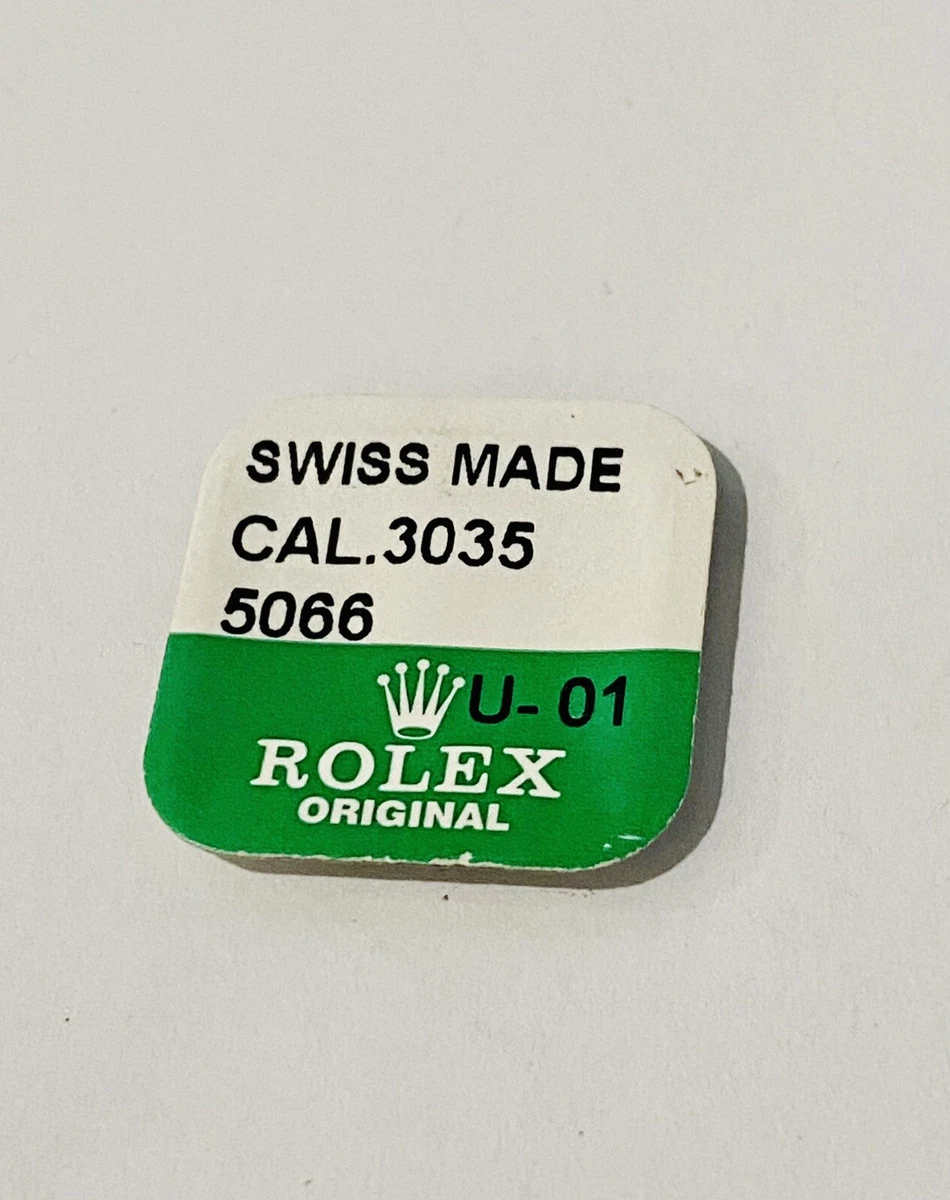 SWISS MADE
CAL.3035
5066
U- 01
ROLEX
ORIGINAL